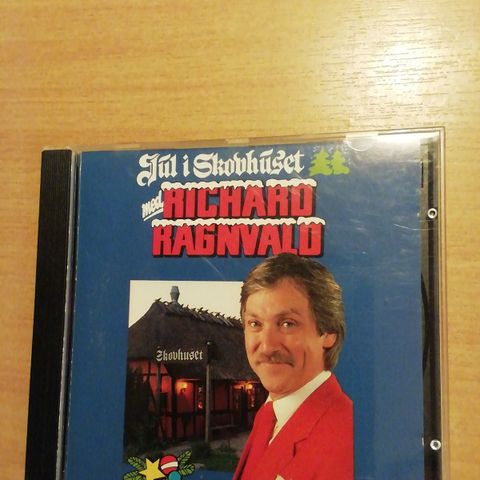 Jul i Skovhuset
med RICHARD
RAGNVALD
Skovhuset